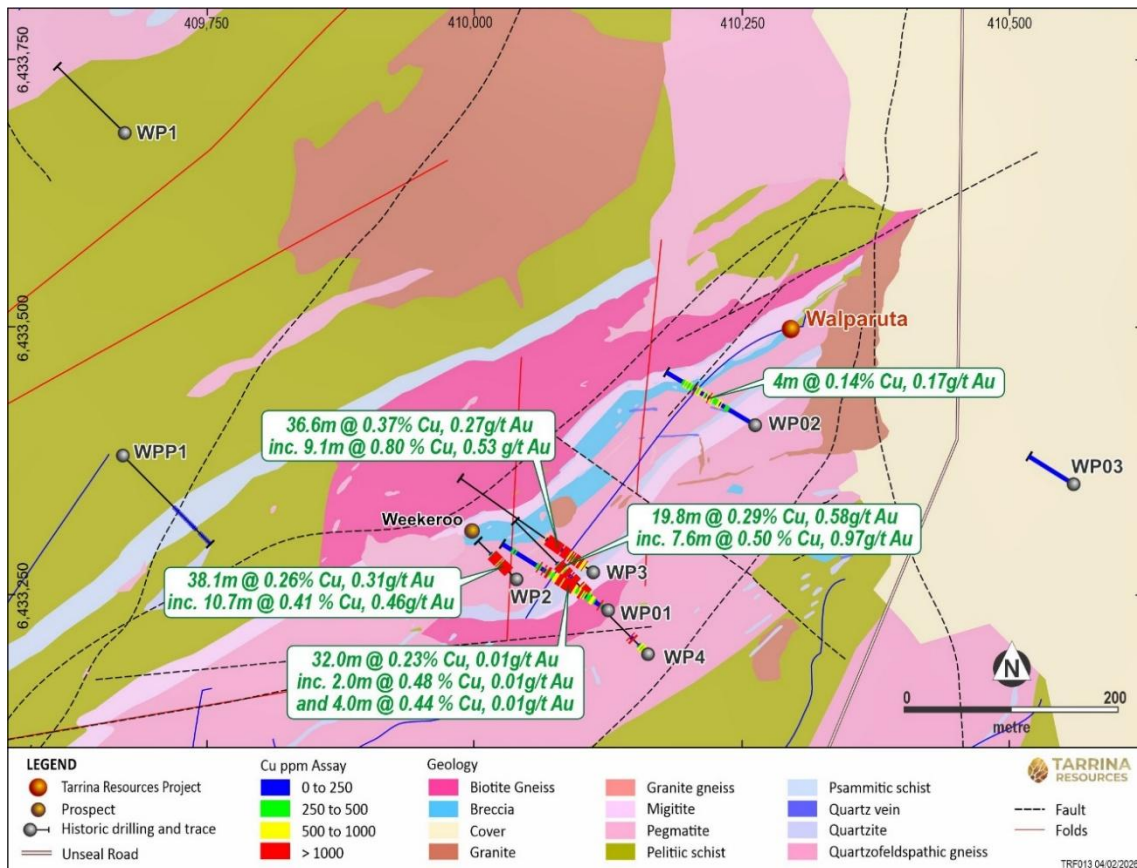 409,750
410,000
410,250
410,500
6,433,750
6,433,500
6,433,250
WP1
Walparuta
4m @ 0.14% Cu, 0.17g/t Au
WP02
36.6m @ 0.37% Cu, 0.27g/t Au
inc. 9.1m @ 0.80 % Cu, 0.53 g/t Au
WPP1
WP03
Weekeroo
19.8m @ 0.29% Cu, 0.58g/t Au
inc. 7.6m @ 0.50 % Cu, 0.97g/t Au
38.1m @ 0.26% Cu, 0.31g/t Au
inc. 10.7m @ 0.41 % Cu, 0.46g/t Au
WP2
WP3
WP01
WP4
32.0m @ 0.23% Cu, 0.01g/t Au
inc. 2.0m @ 0.48 % Cu, 0.01g/t Au
and 4.0m @ 0.44 % Cu, 0.01g/t Au
N
0 200
metre
LEGEND
Tarrina Resources Project
Prospect
Historic drilling and trace
Unseal Road
Cu ppm Assay
0 to 250
250 to 500
500 to 1000
> 1000
Geology
Biotite Gneiss
Breccia
Cover
Granite
Granite gneiss
Migitite
Pegmatite
Pelitic schist
Psammitic schist
Quartz vein
Quartzite
Quartzofeldspathic gneiss
TARRINA
RESOURCES
Fault
Folds
TRF013 04/02/2026